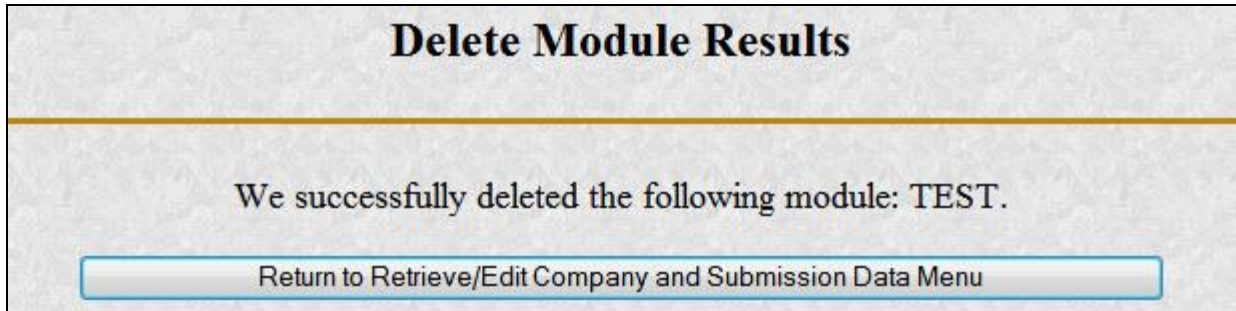 Delete Module Results
We successfully deleted the following module: TEST.
Return to Retrieve/Edit Company and Submission Data Menu